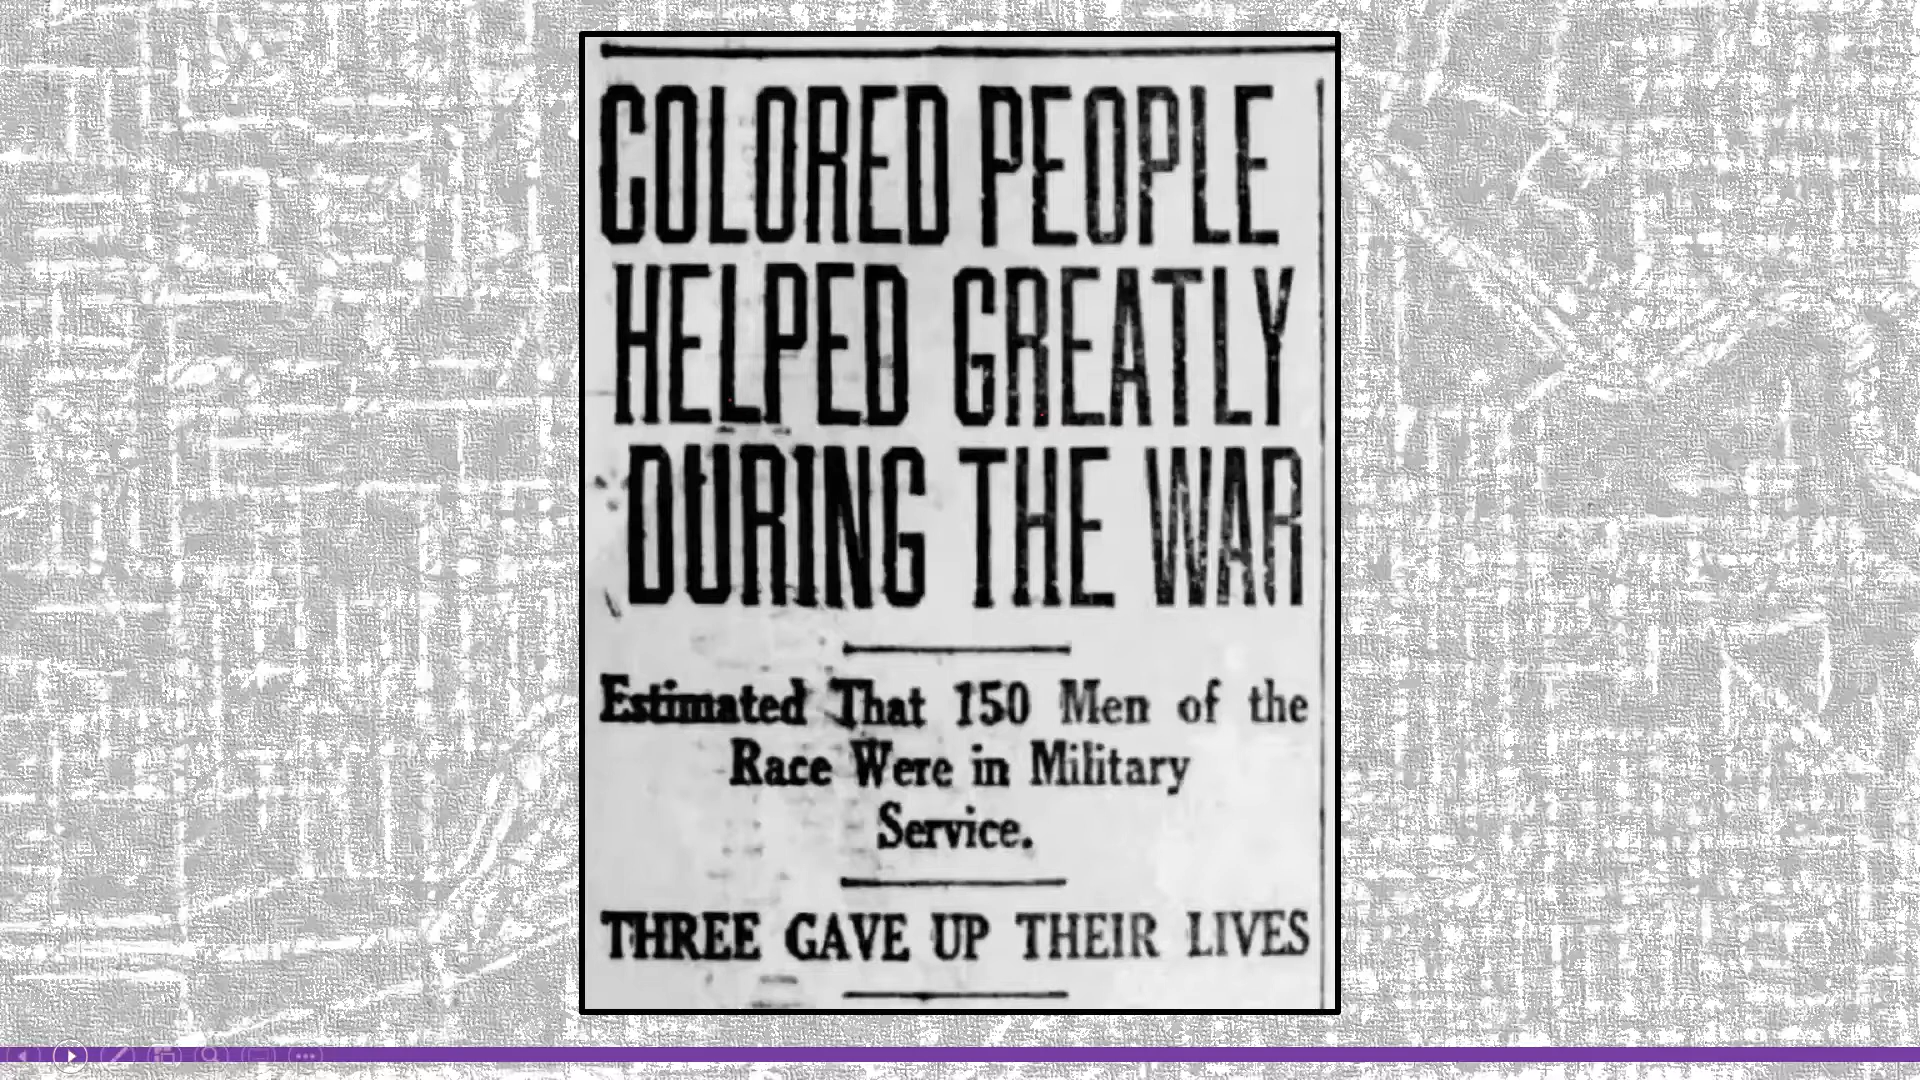 COLORED PEOPLE
HELPED GREATLY
DURING THE WAR
Estimated That 150 Men of the
Race Were in Military
Service.
THREE GAVE UP THEIR LIVES